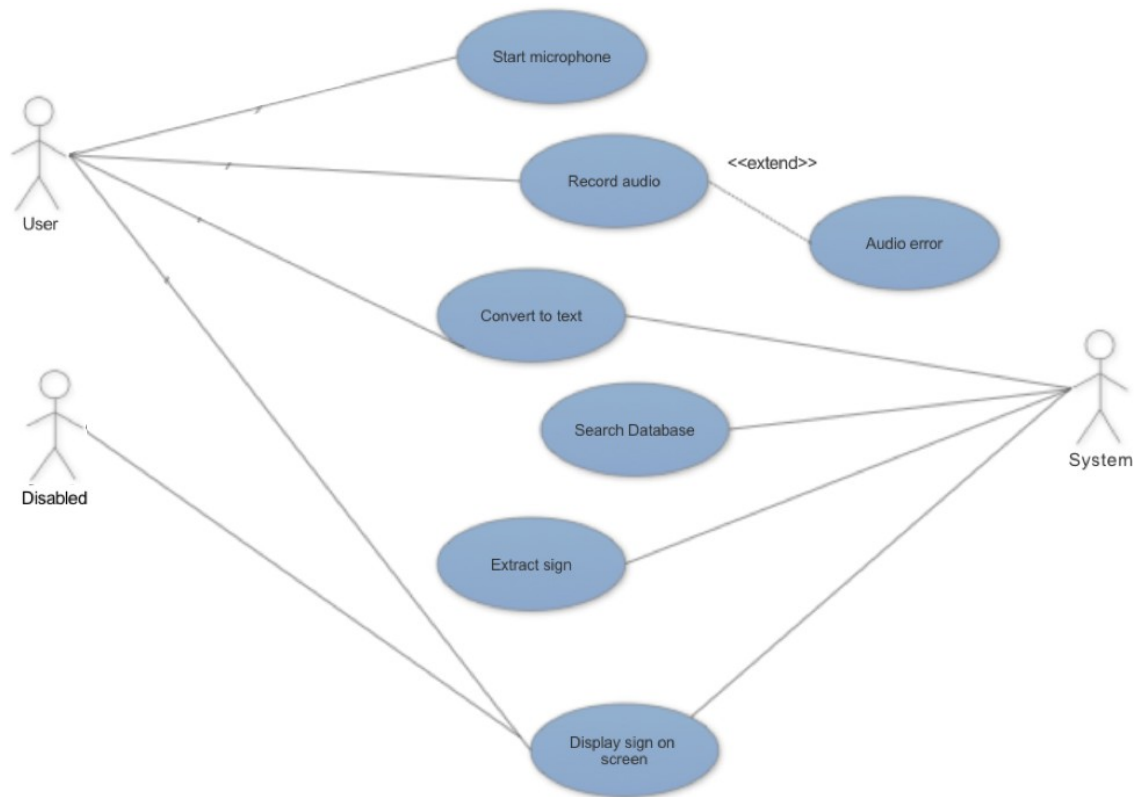 Start microphone
<<extend>>
Record audio
User
Audio error
Convert to text
Search Database
System
Disabled
Extract sign
Display sign on
screen